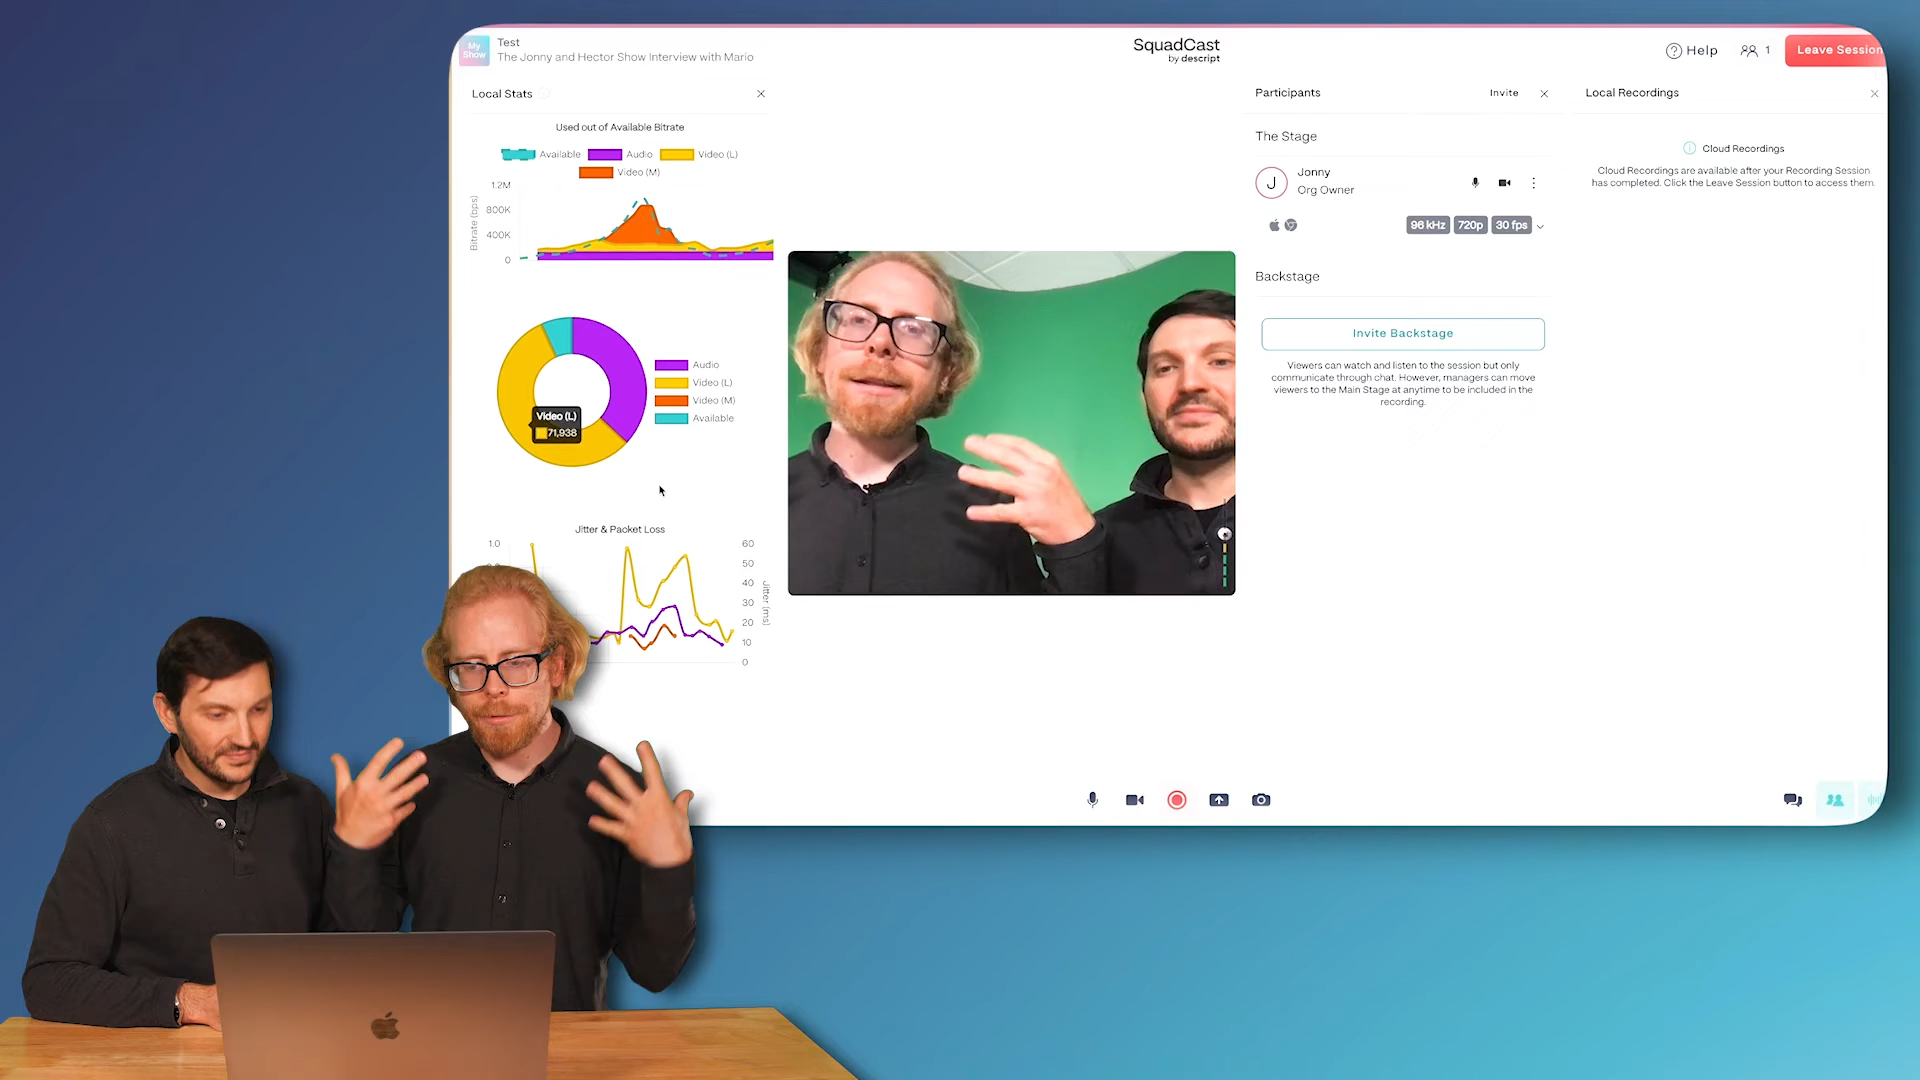 My
Show
Test
The Jonny and Hector Show Interview with Mario
SquadCast
by descript
Help
1
Leave Session
Local Stats
Used out of Available Bitrate
Available
Audio
Video (L)
Video (M)
Bitrate (bps)
1.2M
800K
400K
0
Video (L)
71,938
Audio
Video (L)
Video (M)
Available
Jitter & Packet Loss
1.0
60
50
40
30
20
10
0
Jitter (ms)
Participants
Invite
The Stage
J
Jonny
Org Owner
96 kHz
720p
30 fps
Backstage
Invite Backstage
Viewers can watch and listen to the session but only
communicate through chat. However, managers can move
viewers to the Main Stage at anytime to be included in the
recording.
Local Recordings
Cloud Recordings
Cloud Recordings are available after your Recording Session
has completed. Click the Leave Session button to access them.